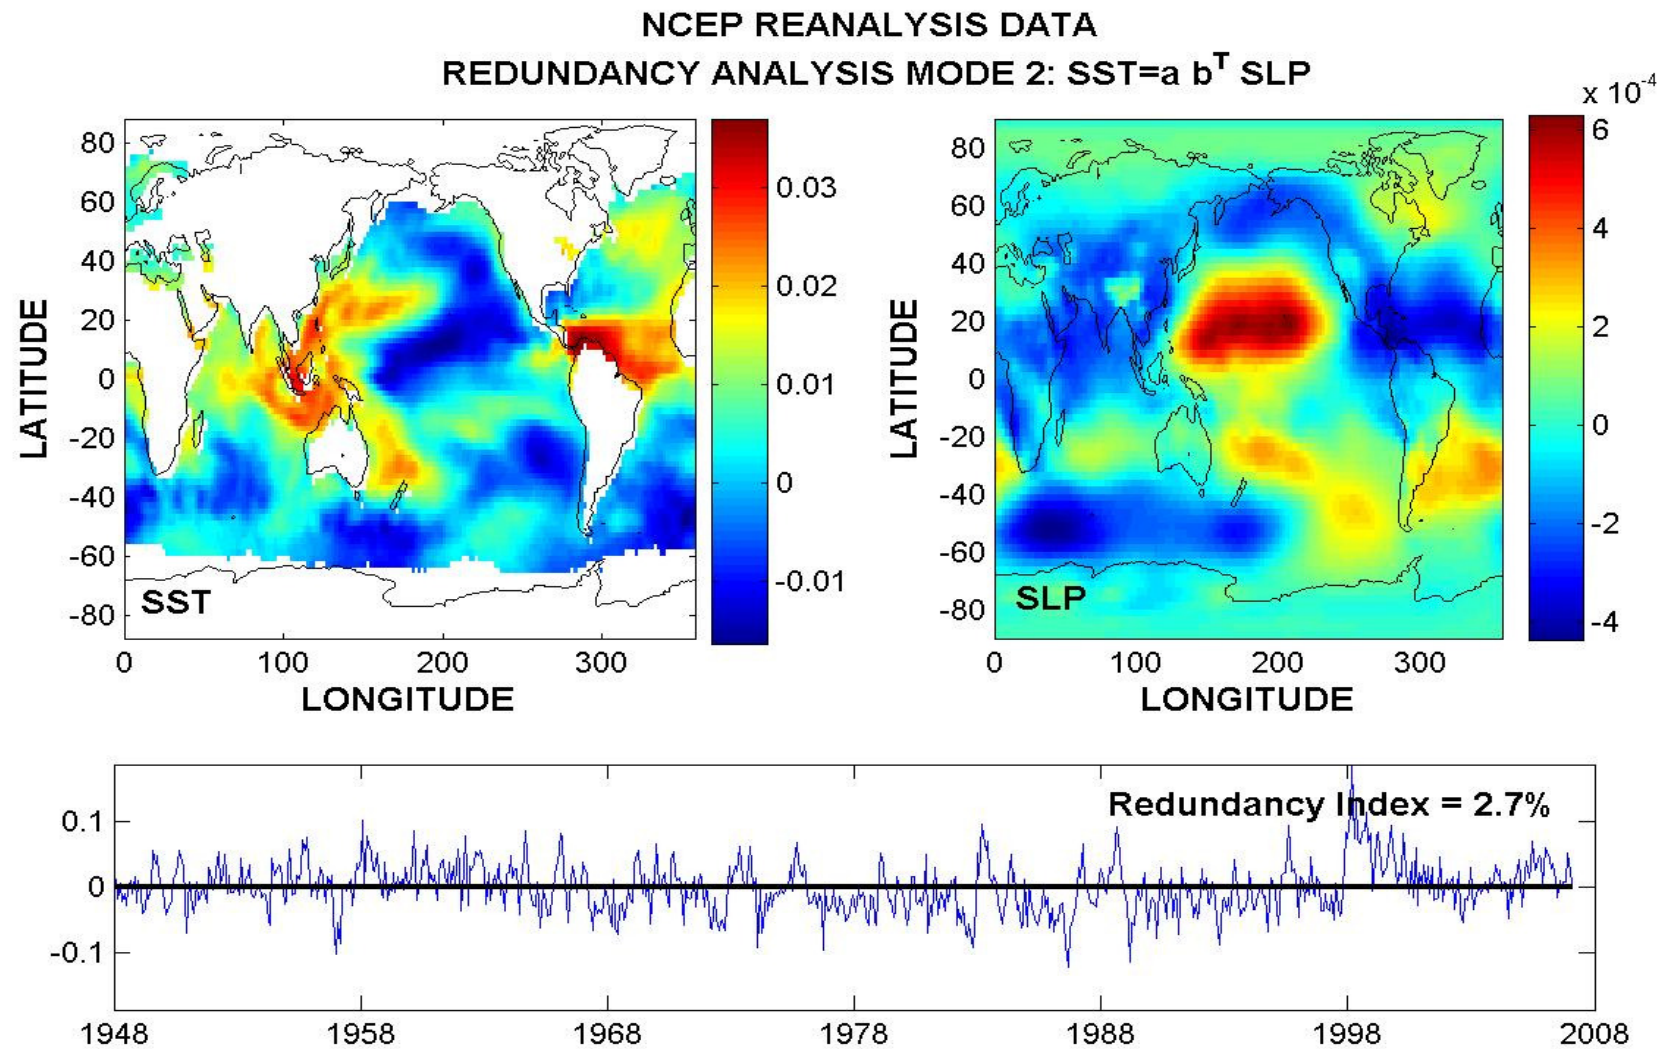 NCEP REANALYSIS DATA
REDUNDANCY ANALYSIS MODE 2: SST=a bᵀ SLP
LATITUDE
80
60
40
20
0
-20
-40
-60
-80
SST
0 100 200 300
LONGITUDE
0.03
0.02
0.01
0
-0.01
LATITUDE
80
60
40
20
0
-20
-40
-60
-80
SLP
0 100 200 300
LONGITUDE
x 10⁻⁴
6
4
2
0
-2
-4
Redundancy Index = 2.7%
0.1
0
-0.1
1948 1958 1968 1978 1988 1998 2008